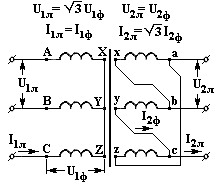 U₁л = √3 U₁ф U₂л = U₂ф
I₁л = I₁ф I₂л = √3 I₂ф
A X x a
U₁л U₂л
B Y y b
I₂ф
I₁л I₂л
C Z z c
U₁ф